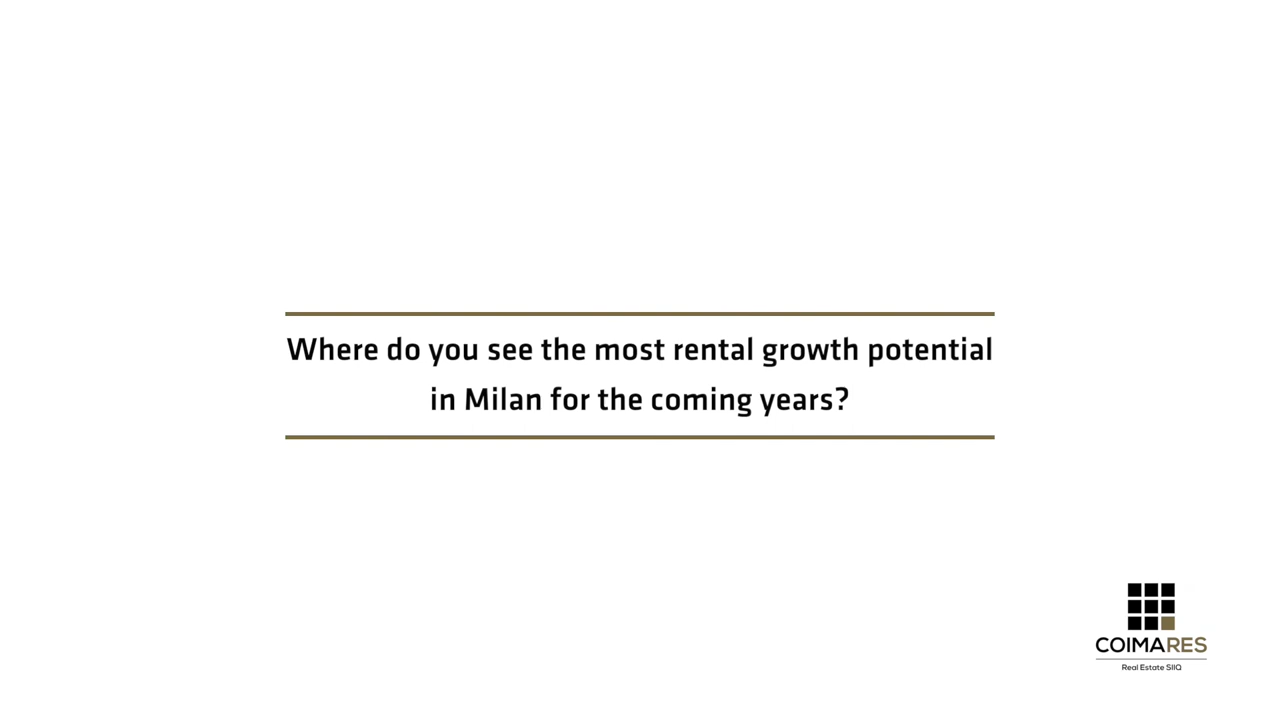 Where do you see the most rental growth potential
in Milan for the coming years?
COIMARES
Real Estate SIIQ